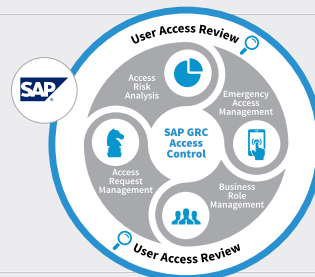 User Access Review
SAP
Access
Risk
Analysis
Emergency
Access
Management
SAP GRC
Access
Control
Access
Request
Management
Business
Role
Management
User Access Review